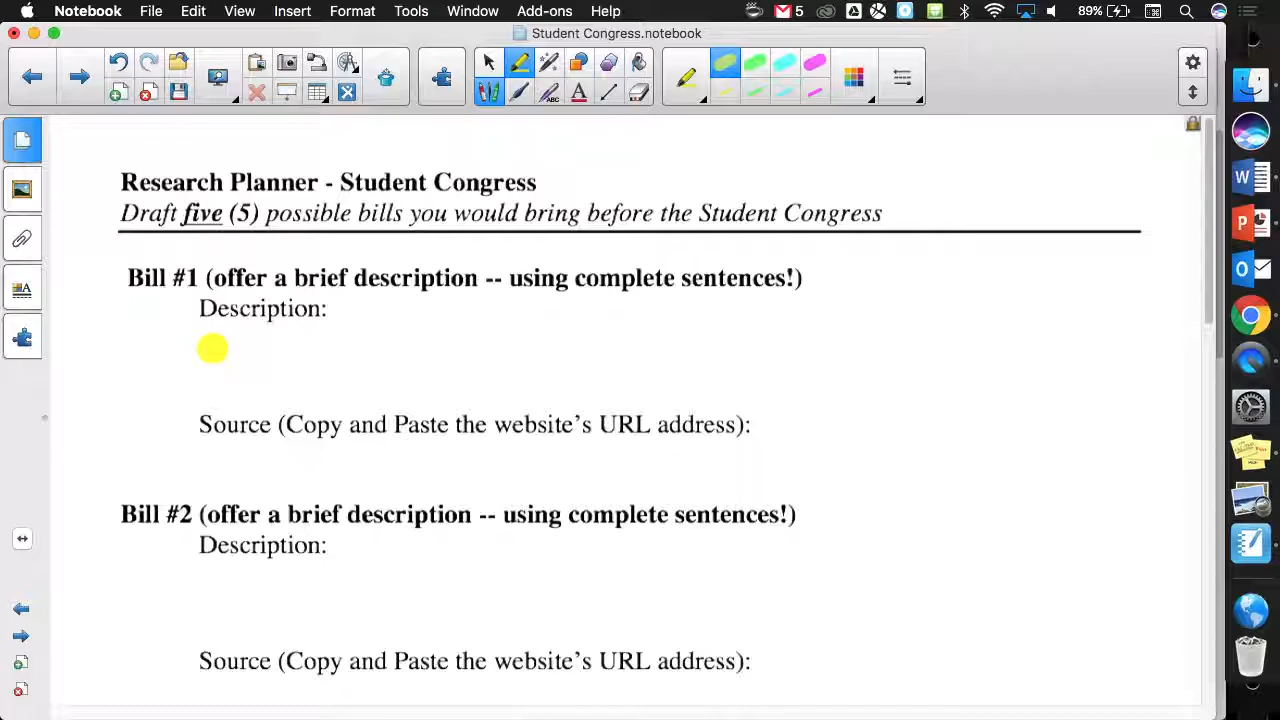 Notebook File Edit View Insert Format Tools Window Add-ons Help 5 89%
Student Congress.notebook
Research Planner - Student Congress
Draft five (5) possible bills you would bring before the Student Congress
Bill #1 (offer a brief description -- using complete sentences!)
Description:
Source (Copy and Paste the website’s URL address):
Bill #2 (offer a brief description -- using complete sentences!)
Description:
Source (Copy and Paste the website’s URL address):